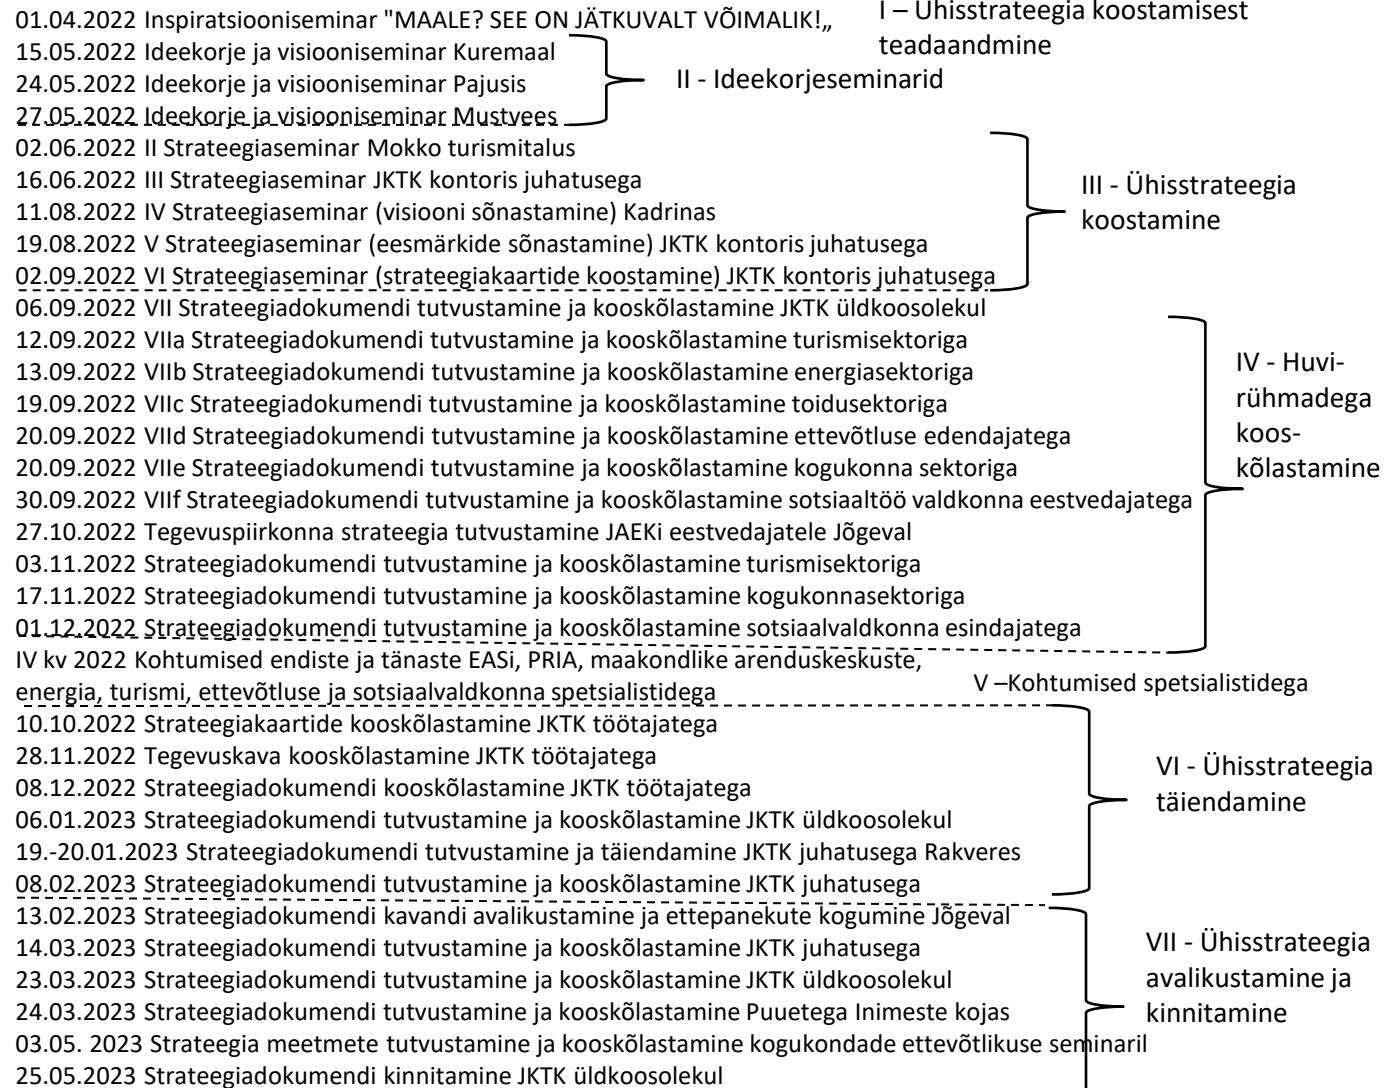 01.04.2022 Inspiratsiooniseminar "MAALE? SEE ON JÄTKUVALT VÕIMALIK!„
I – Ühisstrateegia koostamisest
teadaandmine
15.05.2022 Ideekorje ja visiooniseminar Kuremaal
24.05.2022 Ideekorje ja visiooniseminar Pajusis
27.05.2022 Ideekorje ja visiooniseminar Mustvees
II - Ideekorjeseminarid
02.06.2022 II Strateegiaseminar Mokko turismitalus
16.06.2022 III Strateegiaseminar JKTK kontoris juhatusega
11.08.2022 IV Strateegiaseminar (visiooni sõnastamine) Kadrinas
19.08.2022 V Strateegiaseminar (eesmärkide sõnastamine) JKTK kontoris juhatusega
02.09.2022 VI Strateegiaseminar (strateegiakaartide koostamine) JKTK kontoris juhatusega
III - Ühisstrateegia
koostamine
06.09.2022 VII Strateegiadokumendi tutvustamine ja kooskõlastamine JKTK üldkoosolekul
12.09.2022 VIIa Strateegiadokumendi tutvustamine ja kooskõlastamine turismisektoriga
13.09.2022 VIIb Strateegiadokumendi tutvustamine ja kooskõlastamine energiasektoriga
19.09.2022 VIIc Strateegiadokumendi tutvustamine ja kooskõlastamine toidusektoriga
20.09.2022 VIId Strateegiadokumendi tutvustamine ja kooskõlastamine ettevõtluse edendajatega
20.09.2022 VIIe Strateegiadokumendi tutvustamine ja kooskõlastamine kogukonna sektoriga
30.09.2022 VIIf Strateegiadokumendi tutvustamine ja kooskõlastamine sotsiaaltöö valdkonna eestvedajatega
27.10.2022 Tegevuspiirkonna strateegia tutvustamine JAEKi eestvedajatele Jõgeval
03.11.2022 Strateegiadokumendi tutvustamine ja kooskõlastamine turismisektoriga
17.11.2022 Strateegiadokumendi tutvustamine ja kooskõlastamine kogukonnasektoriga
01.12.2022 Strateegiadokumendi tutvustamine ja kooskõlastamine sotsiaalvaldkonna esindajatega
IV - Huvi-
rühmadega
koos-
kõlastamine
IV kv 2022 Kohtumised endiste ja tänaste EASi, PRIA, maakondlike arenduskeskuste,
energia, turismi, ettevõtluse ja sotsiaalvaldkonna spetsialistidega
V –Kohtumised spetsialistidega
10.10.2022 Strateegiakaartide kooskõlastamine JKTK töötajatega
28.11.2022 Tegevuskava kooskõlastamine JKTK töötajatega
08.12.2022 Strateegiadokumendi kooskõlastamine JKTK töötajatega
06.01.2023 Strateegiadokumendi tutvustamine ja kooskõlastamine JKTK üldkoosolekul
19.-20.01.2023 Strateegiadokumendi tutvustamine ja täiendamine JKTK juhatusega Rakveres
08.02.2023 Strateegiadokumendi tutvustamine ja kooskõlastamine JKTK juhatusega
VI - Ühisstrateegia
täiendamine
13.02.2023 Strateegiadokumendi kavandi avalikustamine ja ettepanekute kogumine Jõgeval
14.03.2023 Strateegiadokumendi tutvustamine ja kooskõlastamine JKTK juhatusega
23.03.2023 Strateegiadokumendi tutvustamine ja kooskõlastamine JKTK üldkoosolekul
24.03.2023 Strateegiadokumendi tutvustamine ja kooskõlastamine Puuetega Inimeste kojas
03.05. 2023 Strateegia meetmete tutvustamine ja kooskõlastamine kogukondade ettevõtlikuse seminaril
25.05.2023 Strateegiadokumendi kinnitamine JKTK üldkoosolekul
VII - Ühisstrateegia
avalikustamine ja
kinnitamine